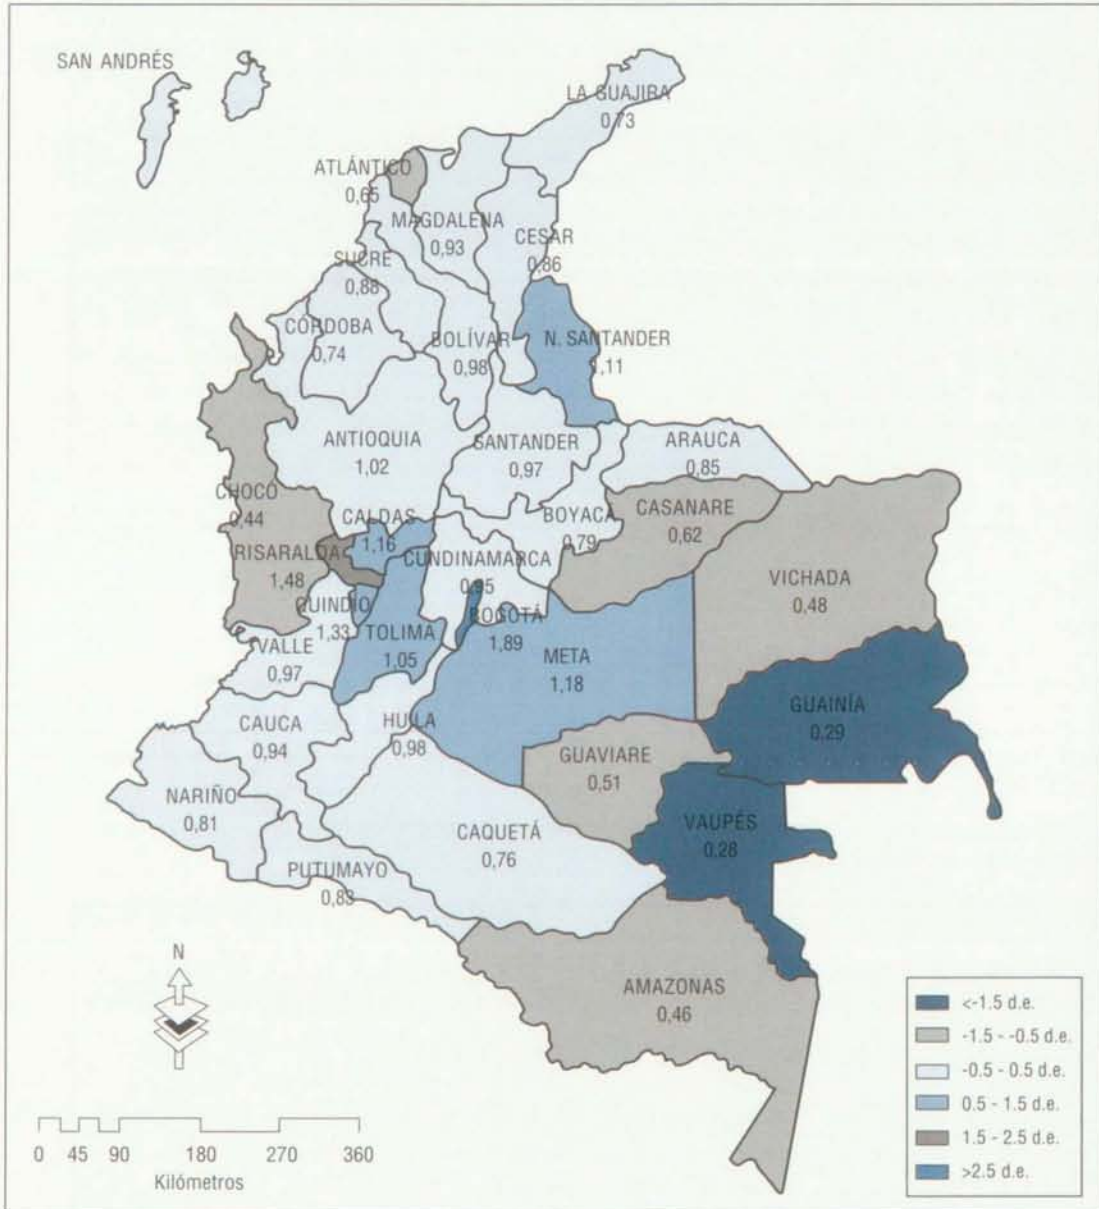 SAN ANDRÉS
LA GUAJIRA
0,73
ATLÁNTICO
0,65
MAGDALENA
0,93
CESAR
0,86
SUCRE
0,88
CÓRDOBA
0,74
BOLÍVAR
0,98
N. SANTANDER
1,11
ANTIOQUIA
1,02
SANTANDER
0,97
ARAUCA
0,85
CHOCÓ
0,44
CALDAS
1,16
BOYACÁ
0,79
CASANARE
0,62
RISARALDA
1,48
CUNDINAMARCA
0,95
VICHADA
0,48
QUINDÍO
1,33
TOLIMA
1,05
BOGOTÁ
1,89
VALLE
0,97
META
1,18
GUAINÍA
0,29
CAUCA
0,94
HUILA
0,98
GUAVIARE
0,51
NARIÑO
0,81
CAQUETÁ
0,76
VAUPÉS
0,28
PUTUMAYO
0,83
AMAZONAS
0,46
N
0 45 90 180 270 360
Kilómetros
<-1.5 d.e.
-1.5 - -0.5 d.e.
-0.5 - 0.5 d.e.
0.5 - 1.5 d.e.
1.5 - 2.5 d.e.
>2.5 d.e.